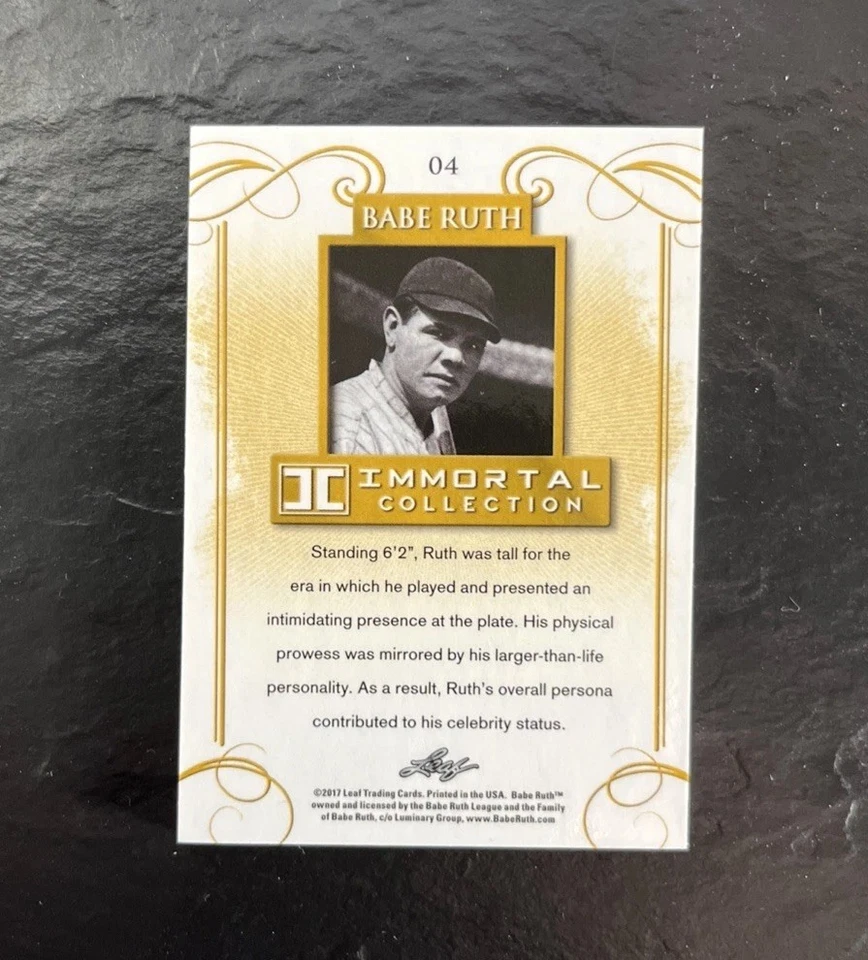 04
BABE RUTH
IC IMMORTAL
COLLECTION
Standing 6'2", Ruth was tall for the
era in which he played and presented an
intimidating presence at the plate. His physical
prowess was mirrored by his larger-than-life
personality. As a result, Ruth's overall persona
contributed to his celebrity status.
Leaf
©2017 Leaf Trading Cards. Printed in the USA. Babe Ruth™
owned and licensed by the Babe Ruth League and the Family
of Babe Ruth, c/o Luminary Group, www.BabeRuth.com